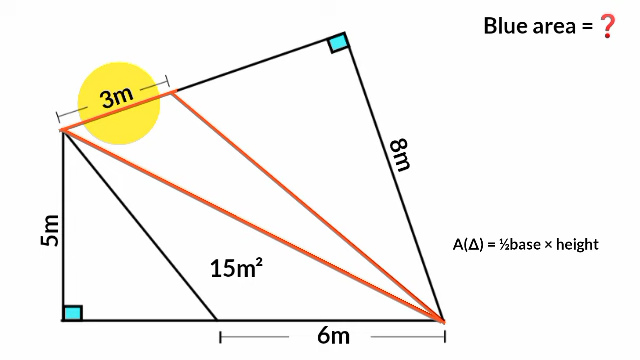 Blue area = ❓
3m
8m
5m
15m²
A(Δ) = ½base × height
6m